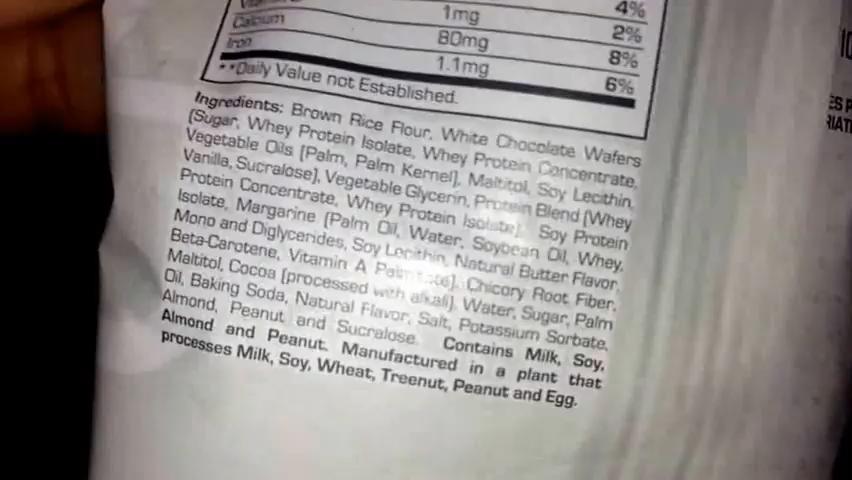 4%
1mg 2%
Calcium 80mg 8%
Iron 1.1mg 6%
**Daily Value not Established.
Ingredients: Brown Rice Flour, White Chocolate Wafers
(Sugar, Whey Protein Isolate, Whey Protein Concentrate,
Vegetable Oils [Palm, Palm Kernel], Maltitol, Soy Lecithin,
Vanilla, Sucralose), Vegetable Glycerin, Protein Blend (Whey
Protein Concentrate, Whey Protein Isolate), Soy Protein
Isolate, Margarine (Palm Oil, Water, Soybean Oil, Whey,
Mono and Diglycerides, Soy Lecithin, Natural Butter Flavor,
Beta-Carotene, Vitamin A Palmitate), Chicory Root Fiber,
Maltitol, Cocoa (processed with alkali), Water, Sugar, Palm
Oil, Baking Soda, Natural Flavor, Salt, Potassium Sorbate,
Almond, Peanut and Sucralose. Contains Milk, Soy,
Almond and Peanut. Manufactured in a plant that
processes Milk, Soy, Wheat, Treenut, Peanut and Egg.